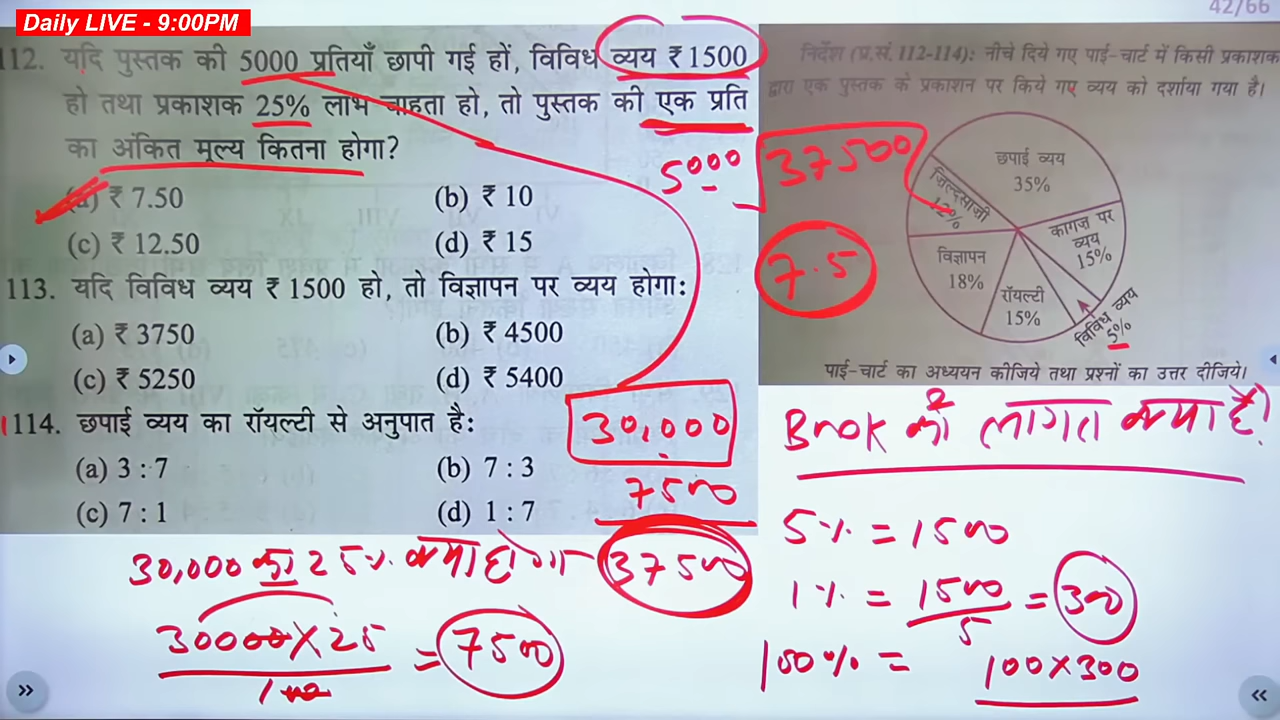 Daily LIVE - 9:00PM
42/66
112. यदि पुस्तक की 5000 प्रतियाँ छापी गई हों, विविध व्यय ₹ 1500
हो तथा प्रकाशक 25% लाभ चाहता हो, तो पुस्तक की एक प्रति
का अंकित मूल्य कितना होगा?
(a) ₹ 7.50 (b) ₹ 10
(c) ₹ 12.50 (d) ₹ 15
113. यदि विविध व्यय ₹ 1500 हो, तो विज्ञापन पर व्यय होगा:
(a) ₹ 3750 (b) ₹ 4500
(c) ₹ 5250 (d) ₹ 5400
114. छपाई व्यय का रॉयल्टी से अनुपात है:
(a) 3 : 7 (b) 7 : 3
(c) 7 : 1 (d) 1 : 7
निर्देश (प्र.सं. 112-114): नीचे दिये गए पाई-चार्ट में किसी प्रकाशक
द्वारा एक पुस्तक के प्रकाशन पर किये गए व्यय को दर्शाया गया है।
छपाई व्यय
35%
जिल्दसाजी
12%
कागज़ पर
व्यय
15%
विज्ञापन
18%
रॉयल्टी
15%
विविध व्यय
5%
पाई-चार्ट का अध्ययन कीजिये तथा प्रश्नों का उत्तर दीजिये।
5000 37500
7.5
30,000
7500
37500
30,000 का 25% क्या होगा
30000 X 25
100
= 7500
Book की लागत क्या है?
5% = 1500
1% = 1500
5
= 300
100% = 100 X 300